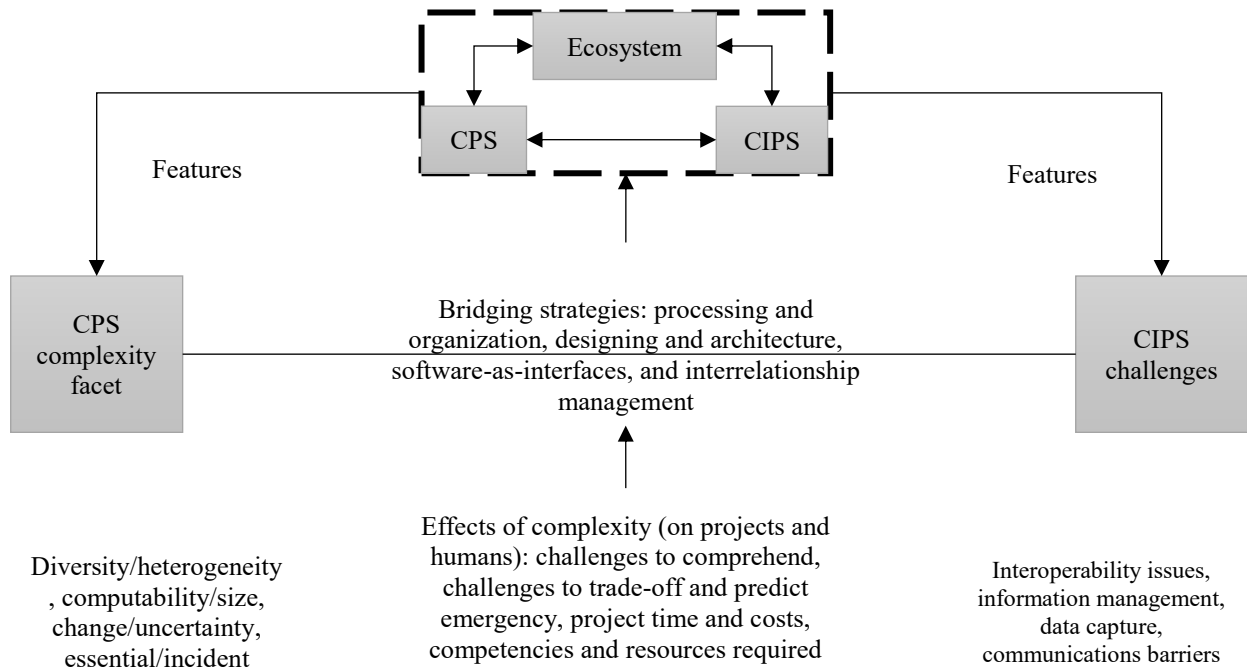 Ecosystem
CPS
CIPS
Features
Features
CPS
complexity
facet
Bridging strategies: processing and
organization, designing and architecture,
software-as-interfaces, and interrelationship
management
CIPS
challenges
Diversity/heterogeneity
, computability/size,
change/uncertainty,
essential/incident
Effects of complexity (on projects and
humans): challenges to comprehend,
challenges to trade-off and predict
emergency, project time and costs,
competencies and resources required
Interoperability issues,
information management,
data capture,
communications barriers